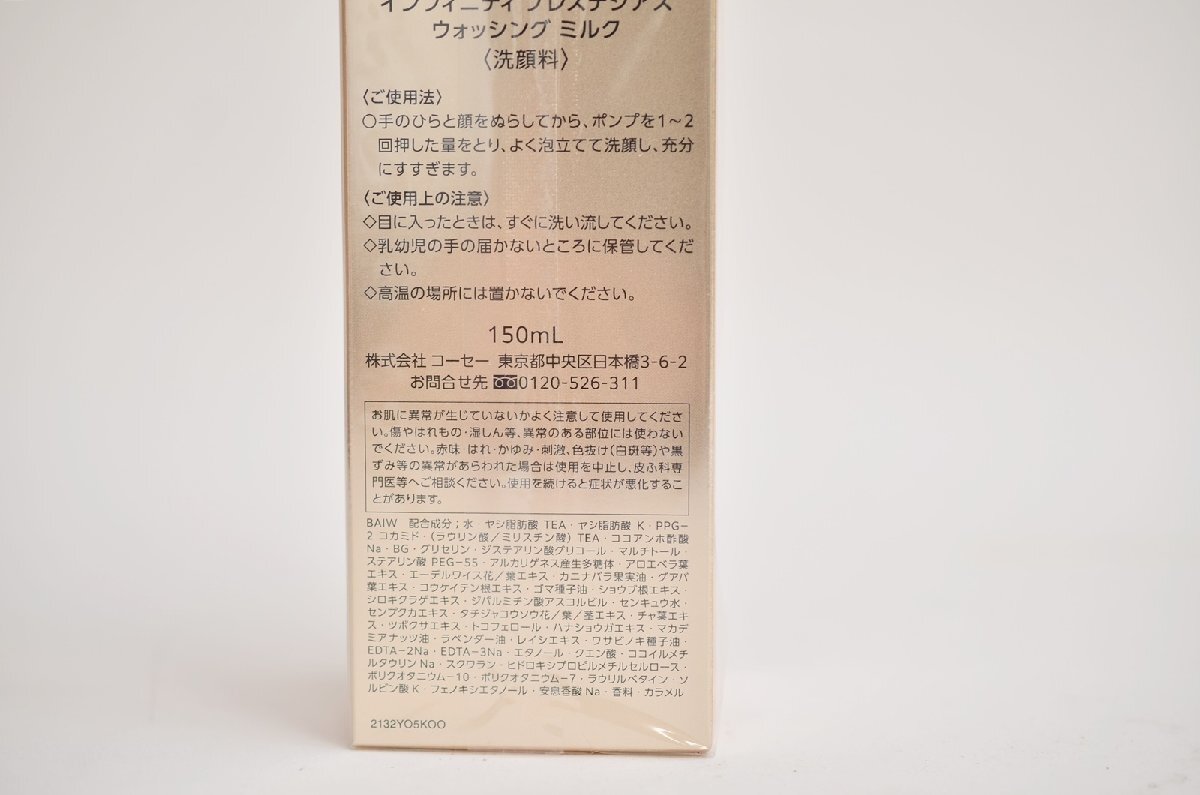 インフィニティ プレステジアス
ウォッシング ミルク
〈洗顔料〉
〈ご使用法〉
○手のひらと顔をぬらしてから、ポンプを1～2
回押した量をとり、よく泡立てて洗顔し、充分
にすすぎます。
〈ご使用上の注意〉
◇目に入ったときは、すぐに洗い流してください。
◇乳幼児の手の届かないところに保管してくだ
さい。
◇高温の場所には置かないでください。
150mL
株式会社 コーセー 東京都中央区日本橋3-6-2
お問合せ先 0120-526-311
お肌に異常が生じていないかよく注意して使用してくださ
い。傷やはれもの・湿しん等、異常のある部位には使わない
でください。赤味・はれ・かゆみ・刺激、色抜け(白斑等)や黒
ずみ等の異常があらわれた場合は使用を中止し、皮ふ科専
門医等へご相談ください。使用を続けると症状が悪化するこ
とがあります。
BAIW 配合成分；水・ヤシ脂肪酸 TEA・ヤシ脂肪酸 K・PPG-
2 コカミド・(ラウリン酸／ミリスチン酸) TEA・ココアンホ酢酸
Na・BG・グリセリン・ジステアリン酸グリコール・マルチトール・
ステアリン酸 PEG-55・アルカリゲネス産生多糖体・アロエベラ葉
エキス・エーデルワイス花／葉エキス・カニナバラ果実油・グアバ
葉エキス・コウケイテン根エキス・ゴマ種子油・ショウブ根エキス・
シロキクラゲエキス・ジパルミチン酸アスコルビル・センキュウ水・
センプクカエキス・タチジャコウソウ花／葉／茎エキス・チャ葉エキ
ス・ツボクサエキス・トコフェロール・ハナショウガエキス・マカデ
ミアナッツ油・ラベンダー油・レイシエキス・ワサビノキ種子油・
EDTA-2Na・EDTA-3Na・エタノール・クエン酸・ココイルメチ
ルタウリン Na・スクワラン・ヒドロキシプロピルメチルセルロース・
ポリクオタニウム-10・ポリクオタニウム-7・ラウリルベタイン・ソ
ルビン酸 K・フェノキシエタノール・安息香酸 Na・香料・カラメル
2132YO5KOO